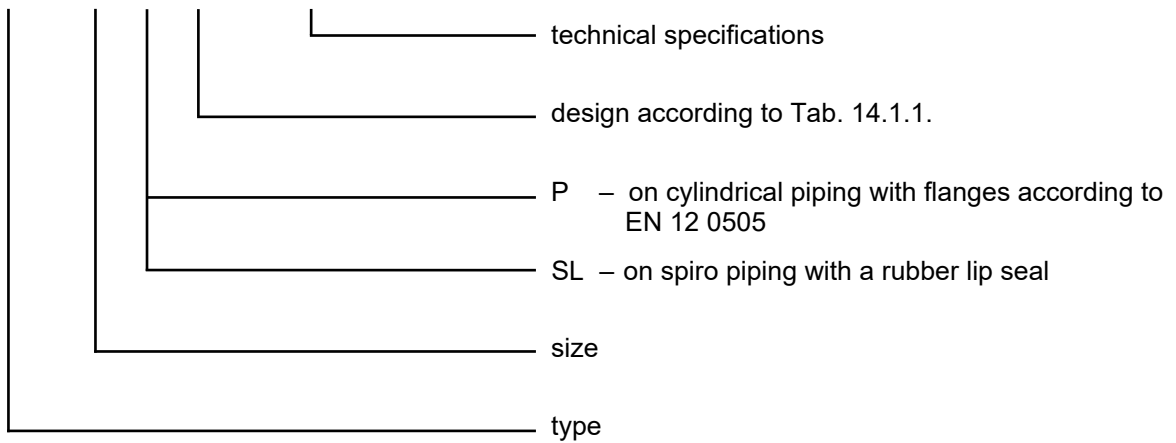 technical specifications
design according to Tab. 14.1.1.
P – on cylindrical piping with flanges according to
EN 12 0505
SL – on spiro piping with a rubber lip seal
size
type